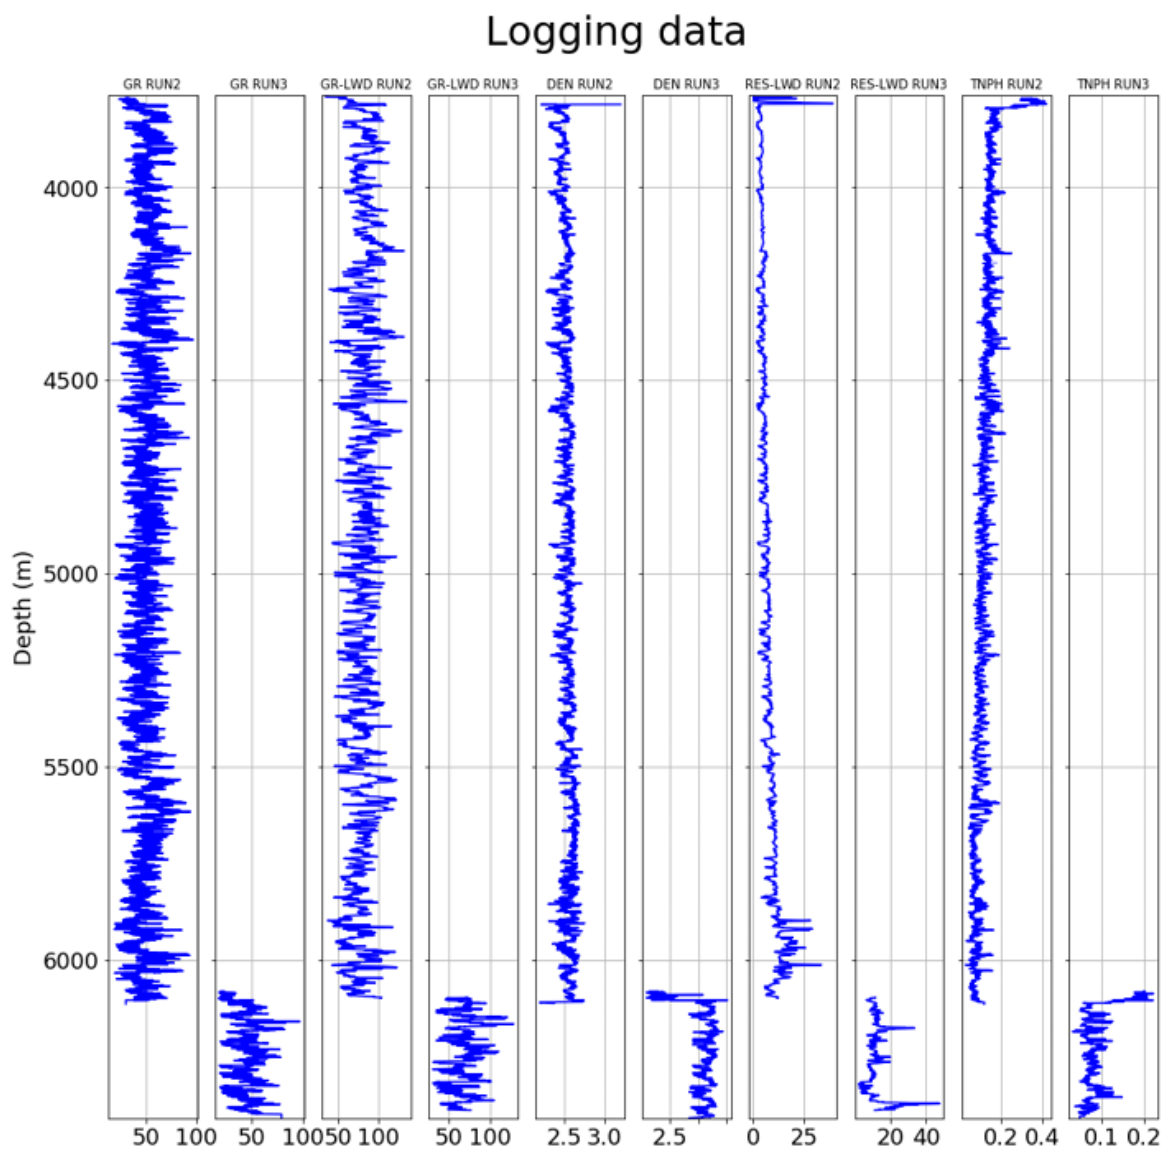 Logging data
GR RUN2 GR RUN3 GR-LWD RUN2 GR-LWD RUN3 DEN RUN2 DEN RUN3 RES-LWD RUN2 RES-LWD RUN3 TNPH RUN2 TNPH RUN3
4000
4500
5000
5500
6000
Depth (m)
50 100 50 100 50 100 50 100 2.5 3.0 2.5 0 25 20 40 0.2 0.4 0.1 0.2